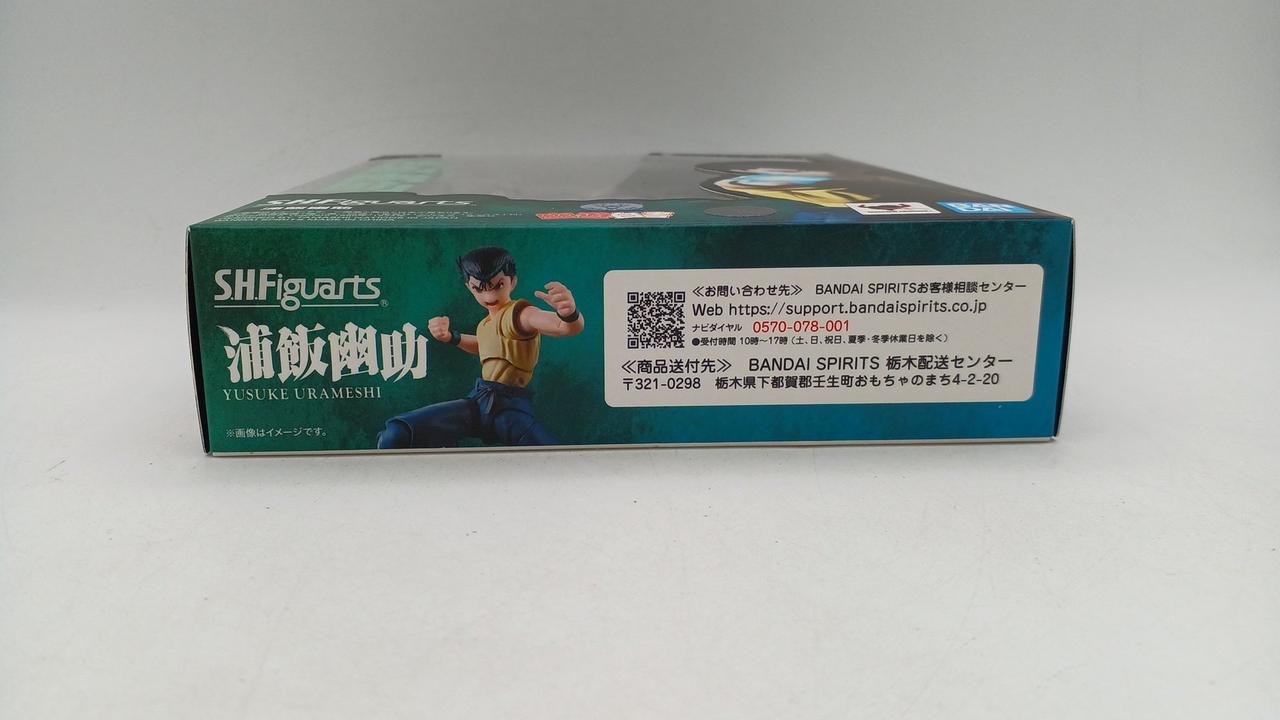 S.H.Figuarts
BANDAI
S.H.Figuarts®
浦飯幽助
YUSUKE URAMESHI
※画像はイメージです。
≪お問い合わせ先≫ BANDAI SPIRITSお客様相談センター
Web https://support.bandaispirits.co.jp
ナビダイヤル 0570-078-001
●受付時間 10時〜17時（土、日、祝日、夏季・冬季休業日を除く）
≪商品送付先≫ BANDAI SPIRITS 栃木配送センター
〒321-0298 栃木県下都賀郡壬生町おもちゃのまち4-2-20